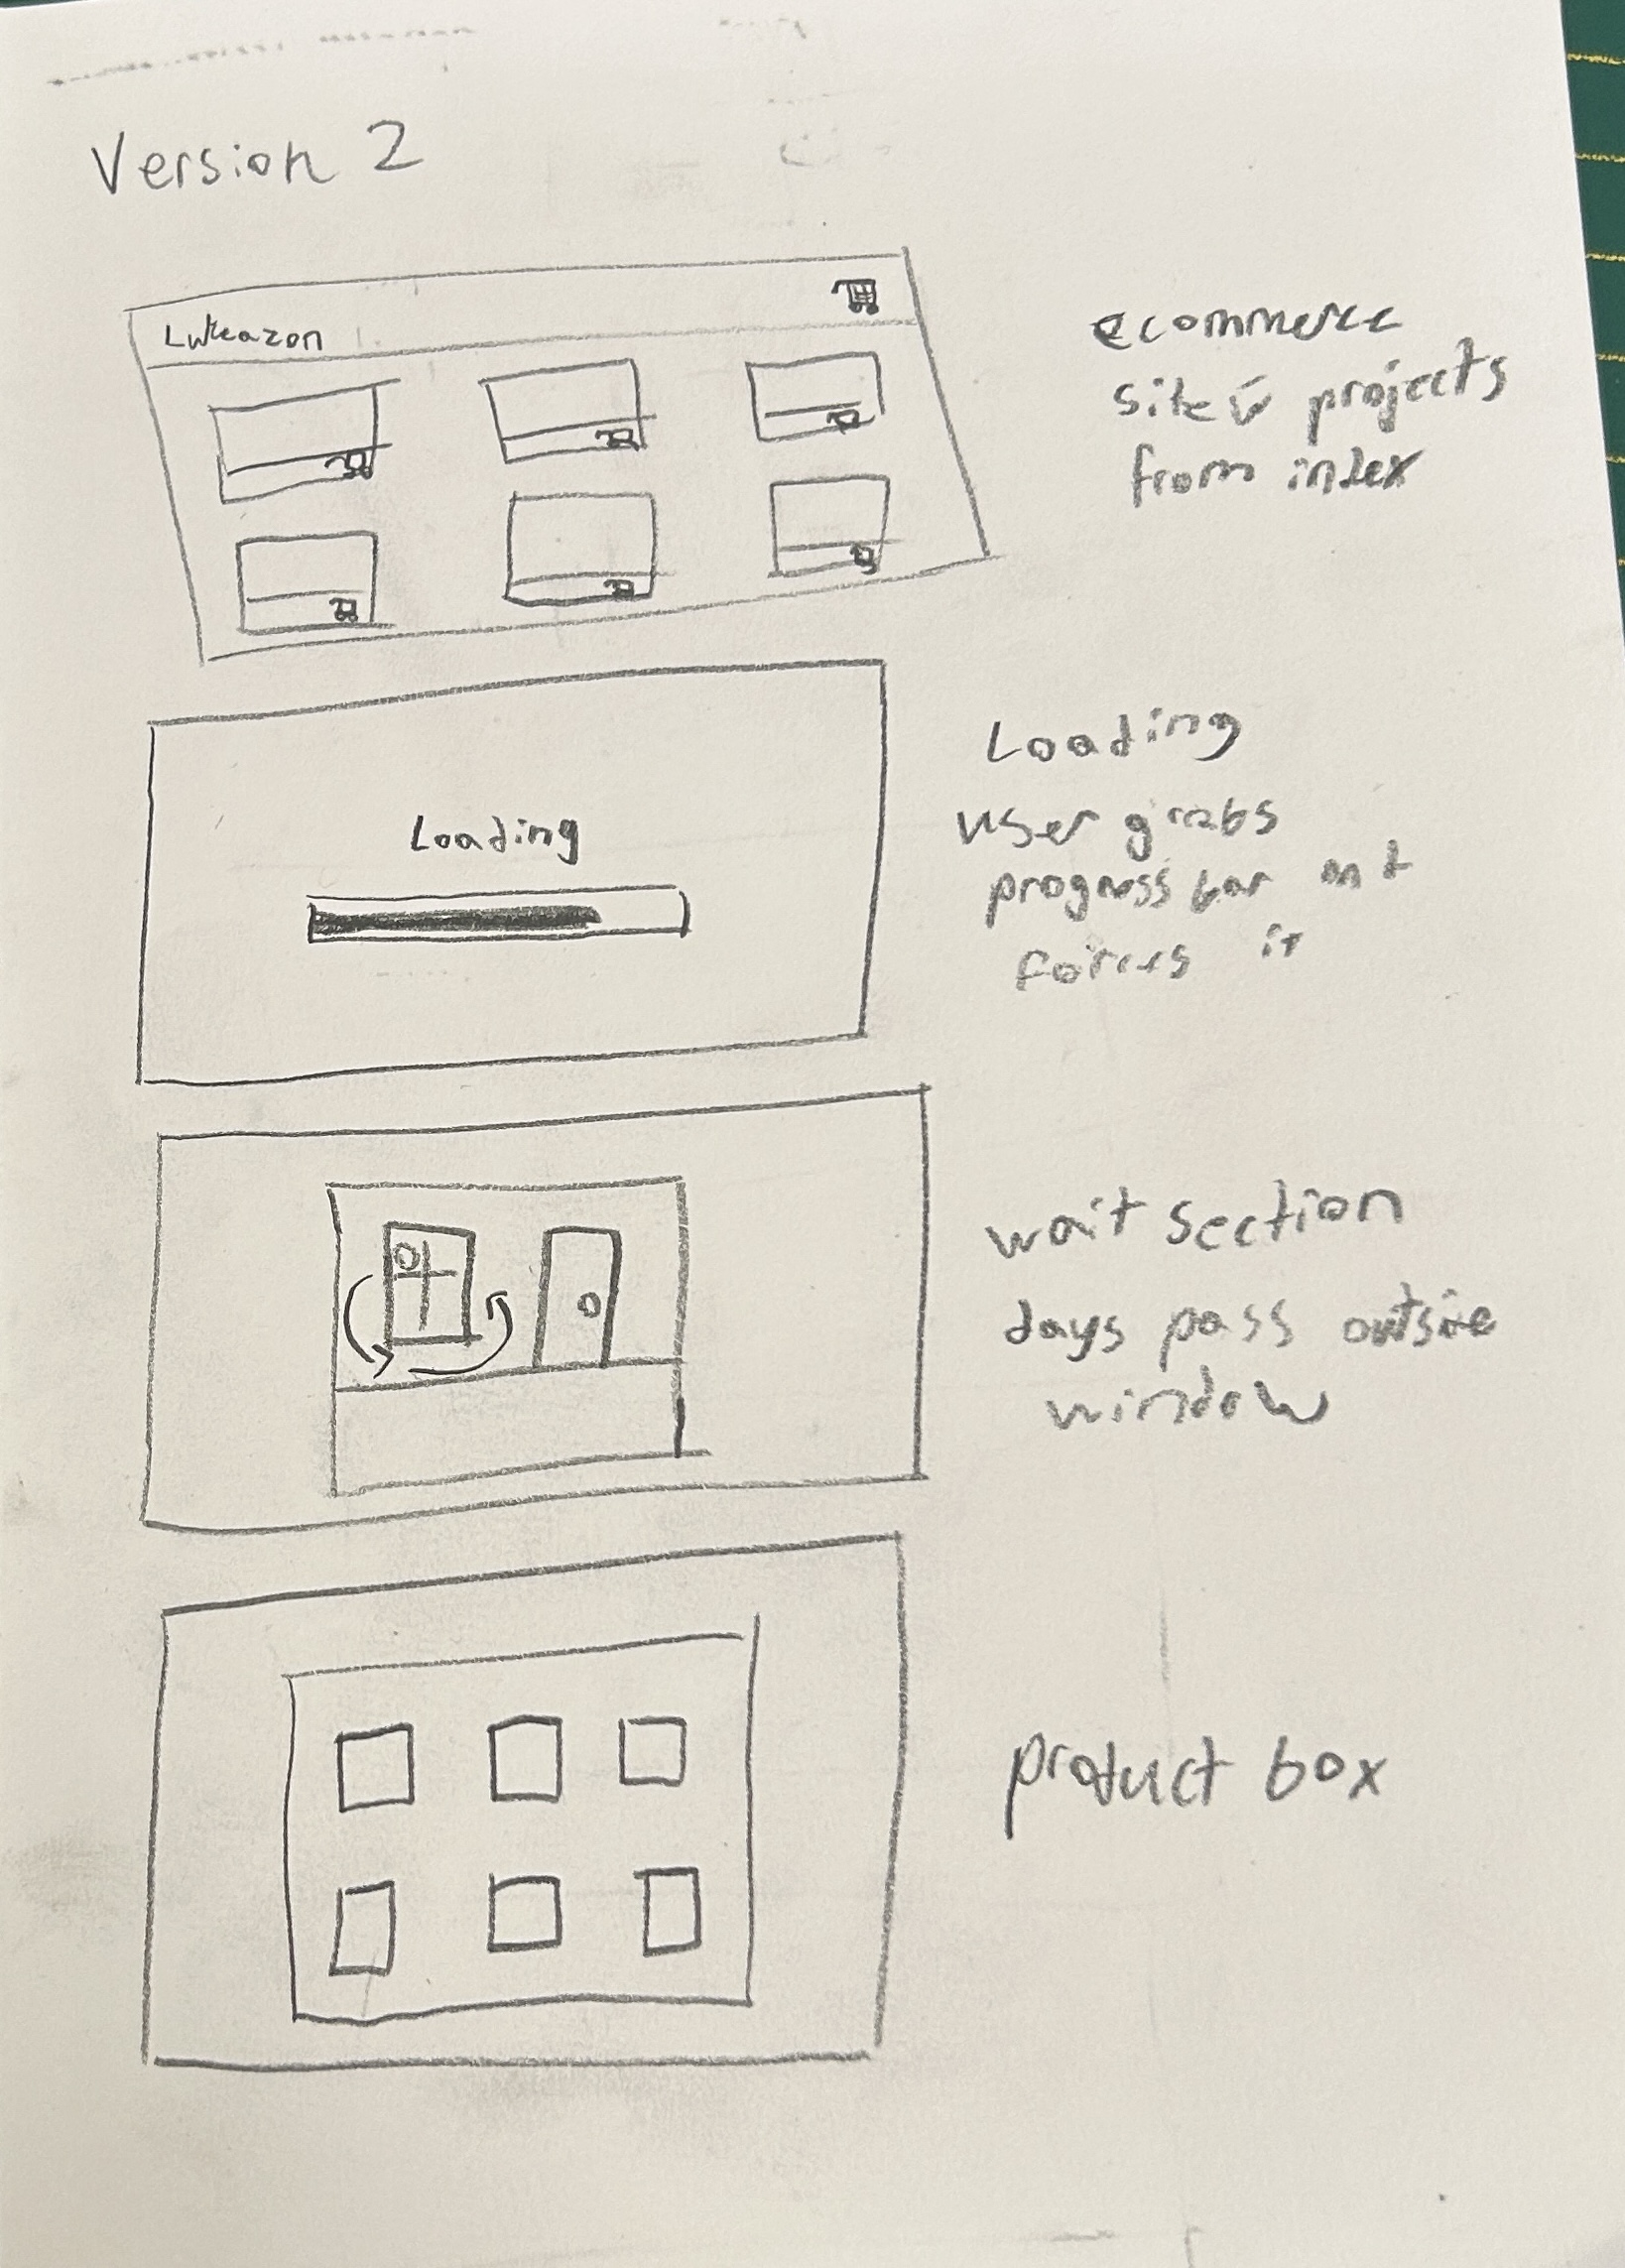 Version 2
Lukeazon
ecommerce
site w projects
from index
Loading
Loading
user grabs
progress bar and
forces it
wait section
days pass outside
window
product box